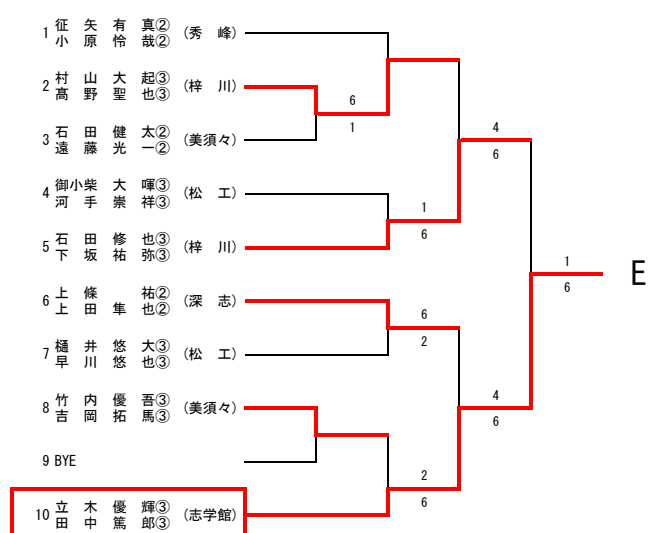 1 征矢有真② (秀峰)
小原怜哉②
2 村山大起③ (梓川)
髙野聖也③
6
1
3 石田健太② (美須々)
遠藤光一②
4
6
4 御小柴大暉③ (松工)
河手崇祥③
1
6
5 石田修也③ (梓川)
下坂祐弥③
1
6
E
6 上條祐② (深志)
上田隼也②
6
2
7 樋井悠大③ (松工)
早川悠也③
8 竹内優吾③ (美須々)
吉岡拓馬③
4
6
9 BYE
2
6
10 立木優輝③ (志学館)
田中篤郎③